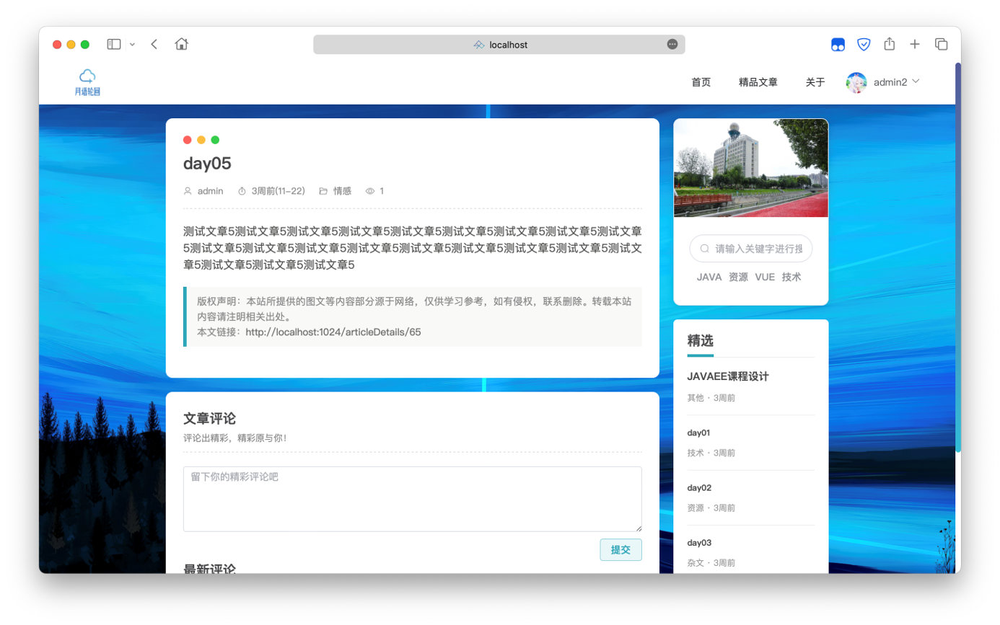 localhost
月语轮回
首页 精品文章 关于 admin2
day05
admin 3周前(11-22) 情感 1
测试文章5测试文章5测试文章5测试文章5测试文章5测试文章5测试文章5测试文章5测试文章
5测试文章5测试文章5测试文章5测试文章5测试文章5测试文章5测试文章5测试文章5测试文
章5测试文章5测试文章5测试文章5
版权声明：本站所提供的图文等内容部分源于网络，仅供学习参考，如有侵权，联系删除。转载本站
内容请注明相关出处。
本文链接：http://localhost:1024/articleDetails/65
文章评论
评论出精彩，精彩原与你！
留下你的精彩评论吧
提交
最新评论
请输入关键字进行搜
JAVA 资源 VUE 技术
精选
JAVAEE课程设计
其他 · 3周前
day01
技术 · 3周前
day02
资源 · 3周前
day03
杂文 · 3周前